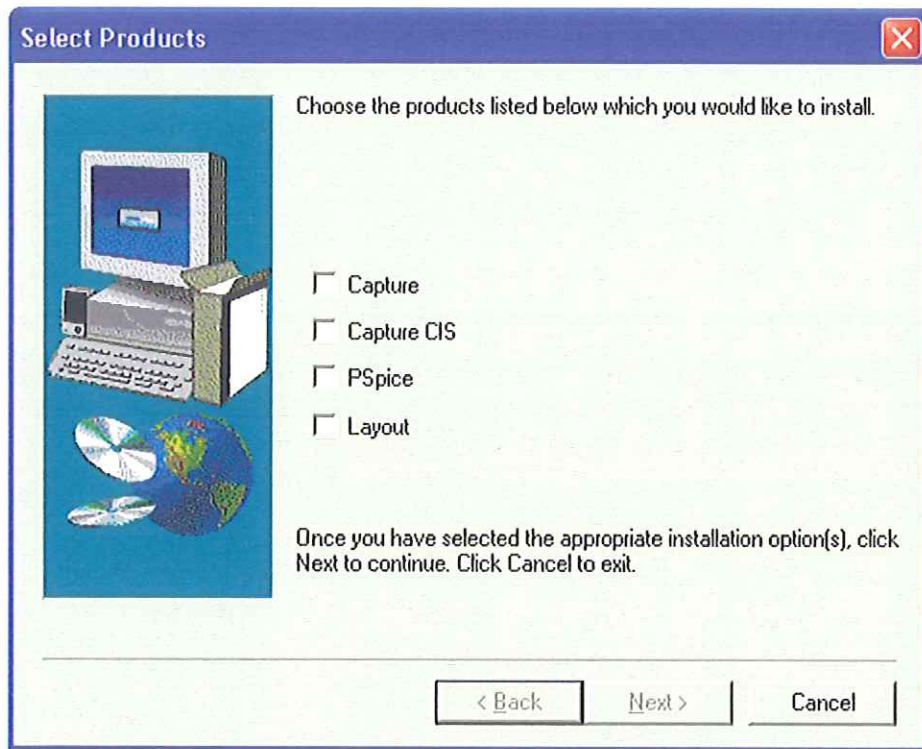 Select Products
Choose the products listed below which you would like to install.
Capture
Capture CIS
PSpice
Layout
Once you have selected the appropriate installation option(s), click
Next to continue. Click Cancel to exit.
< Back
Next >
Cancel